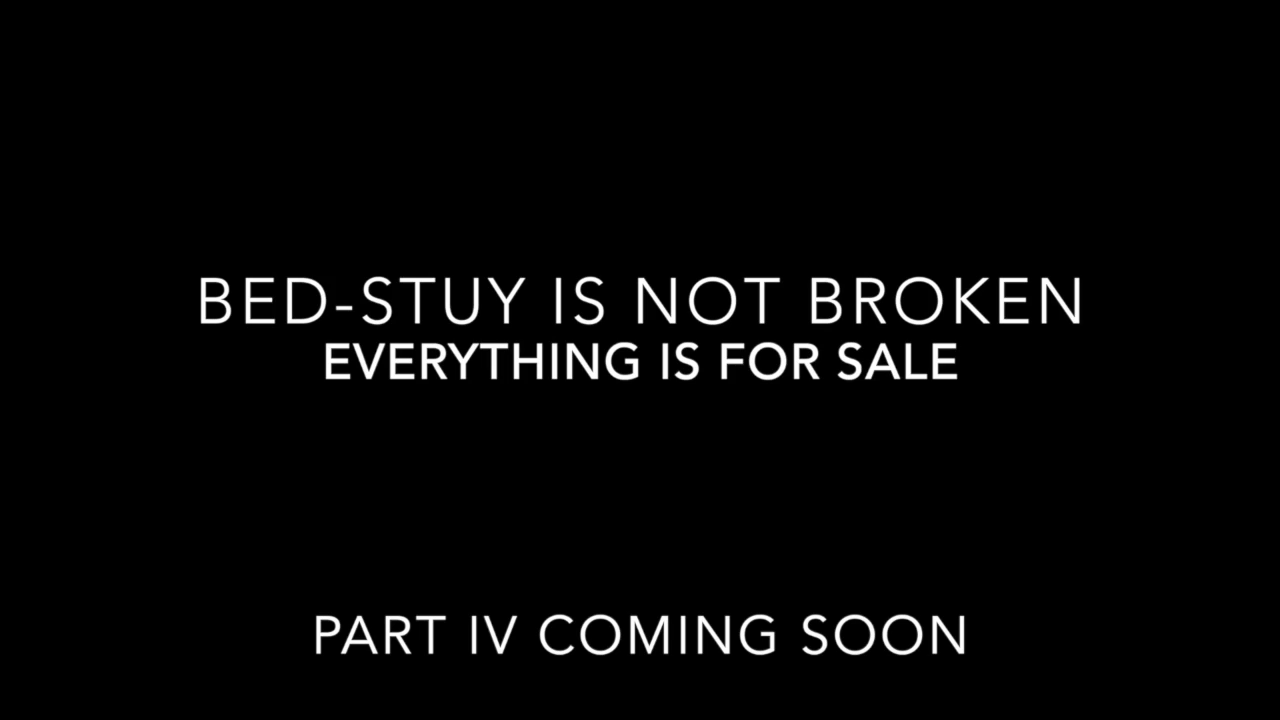 BED-STUY IS NOT BROKEN
EVERYTHING IS FOR SALE
PART IV COMING SOON